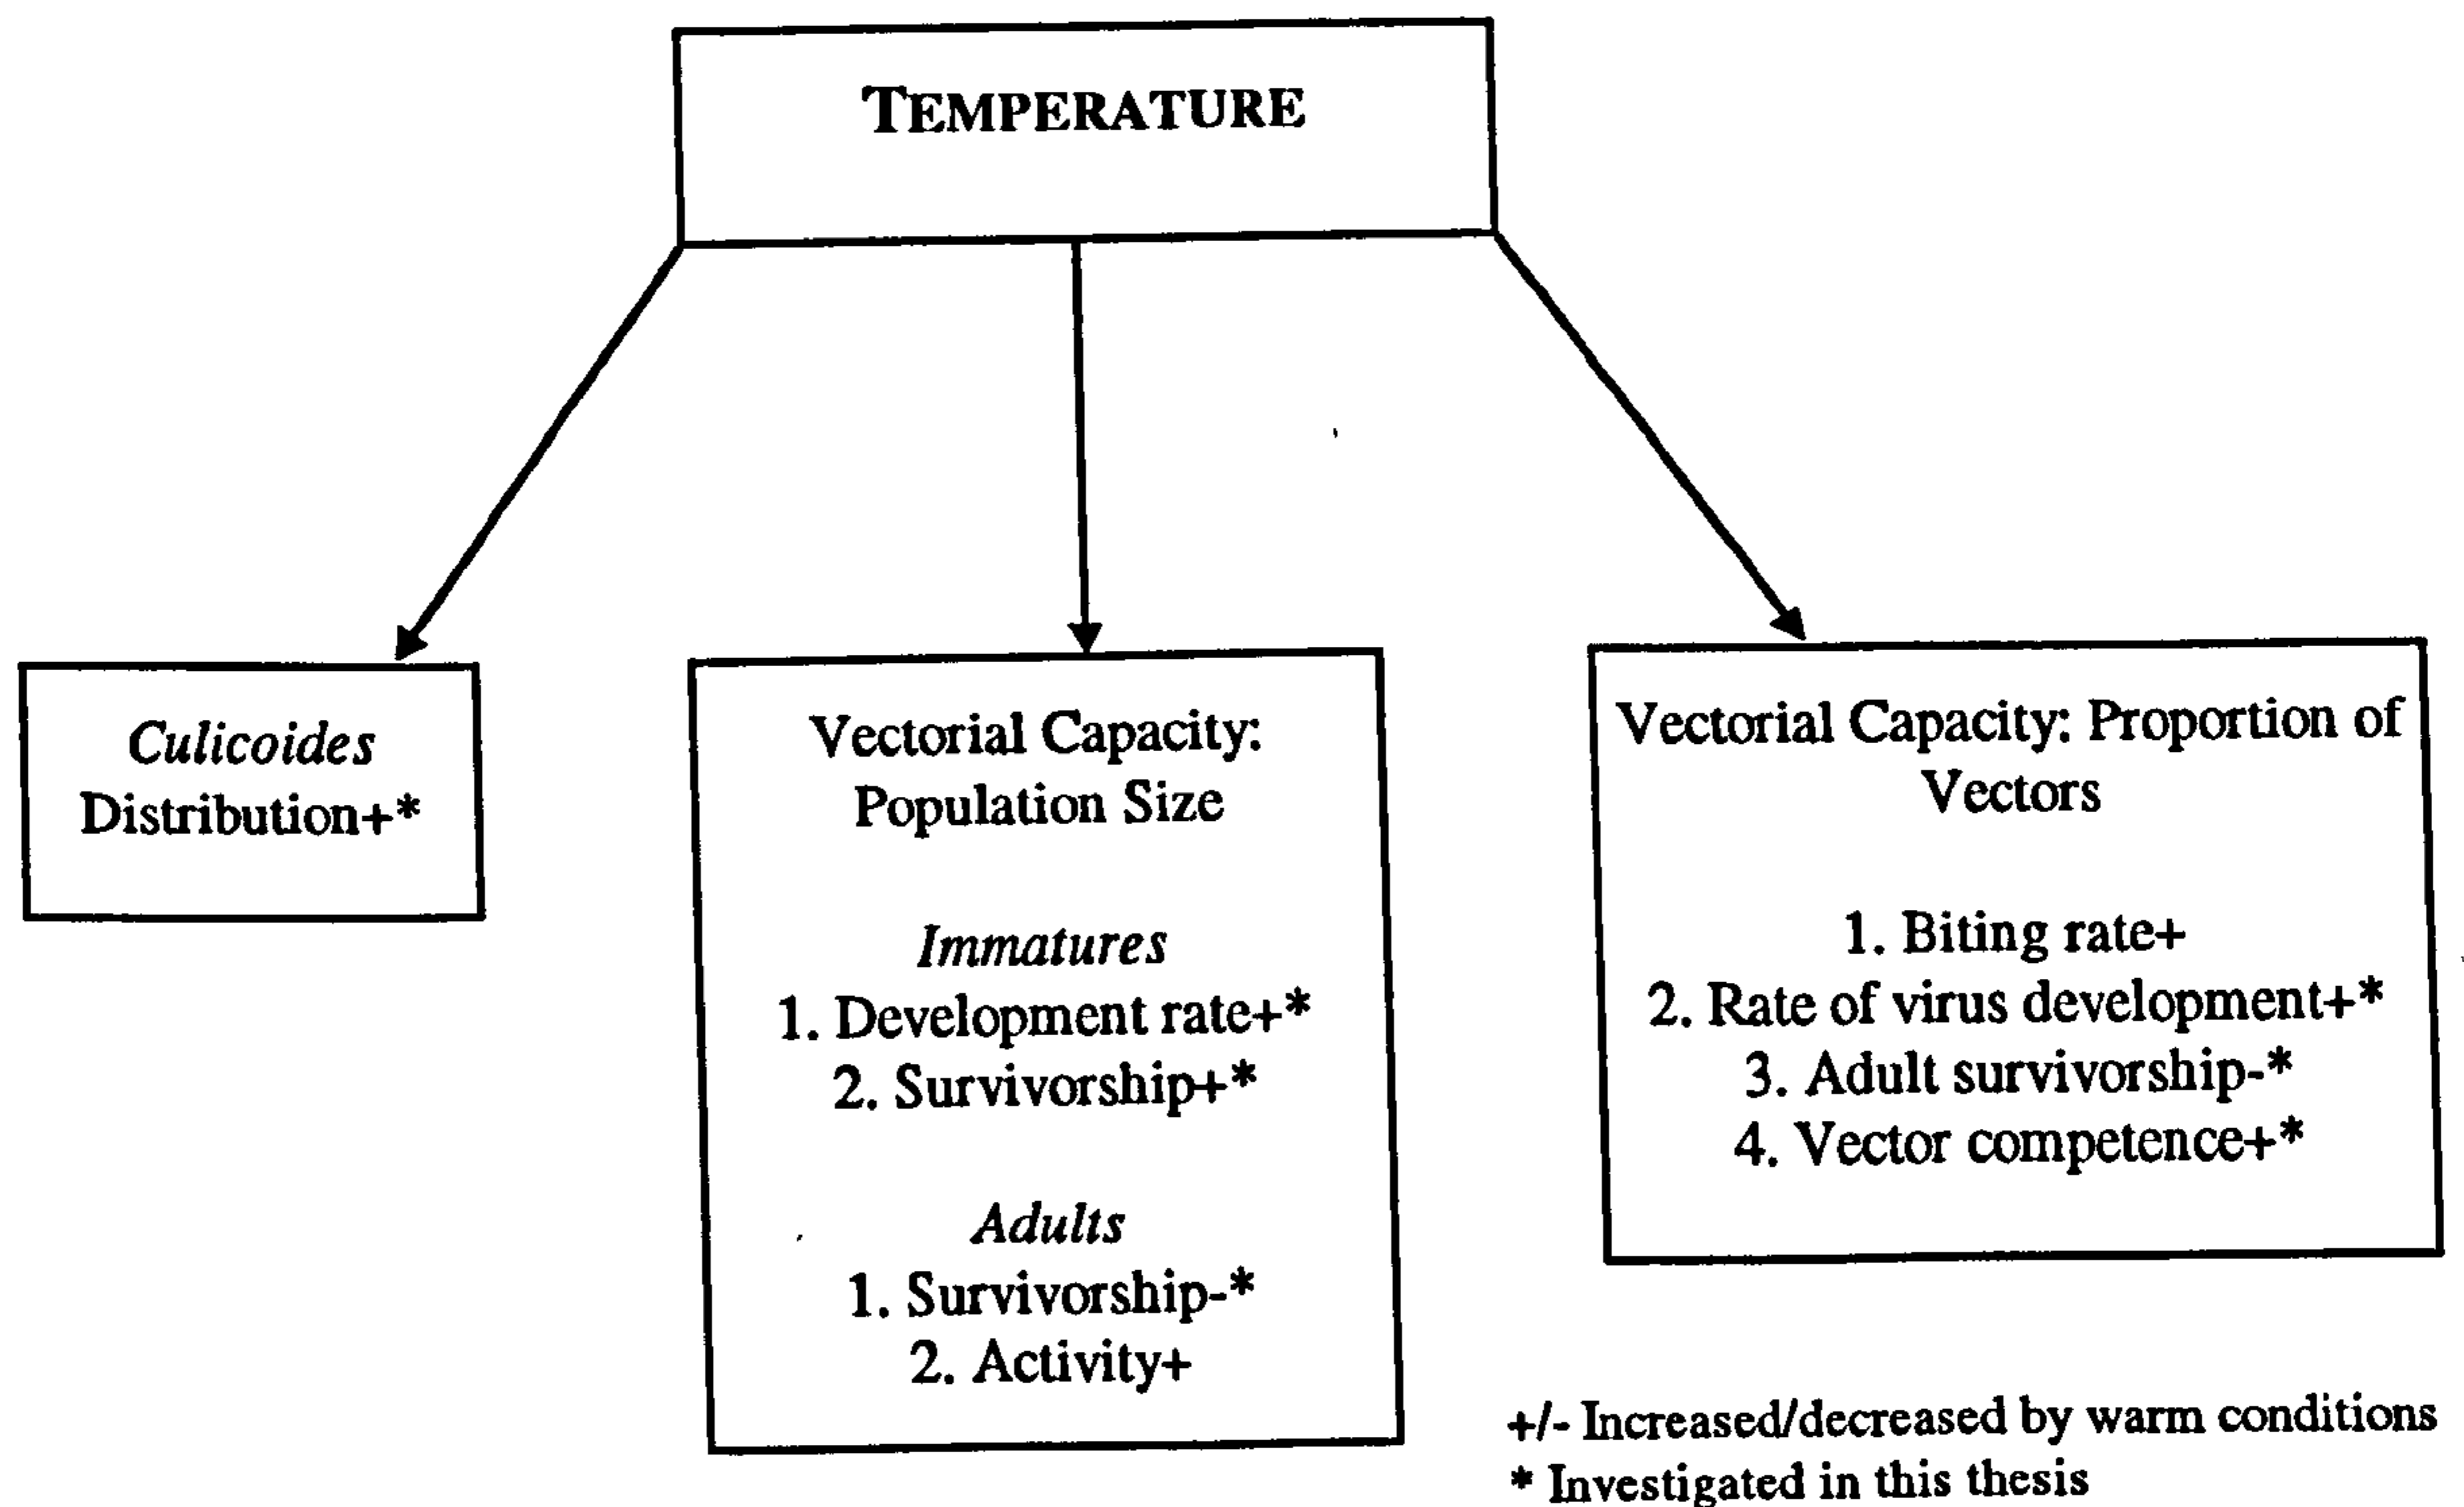 TEMPERATURE
Culicoides
Distribution+*
Vectorial Capacity:
Population Size
Immatures
1. Development rate+*
2. Survivorship+*
Adults
1. Survivorship-*
2. Activity+
Vectorial Capacity: Proportion of
Vectors
1. Biting rate+
2. Rate of virus development+*
3. Adult survivorship-*
4. Vector competence+*
+/- Increased/decreased by warm conditions
* Investigated in this thesis